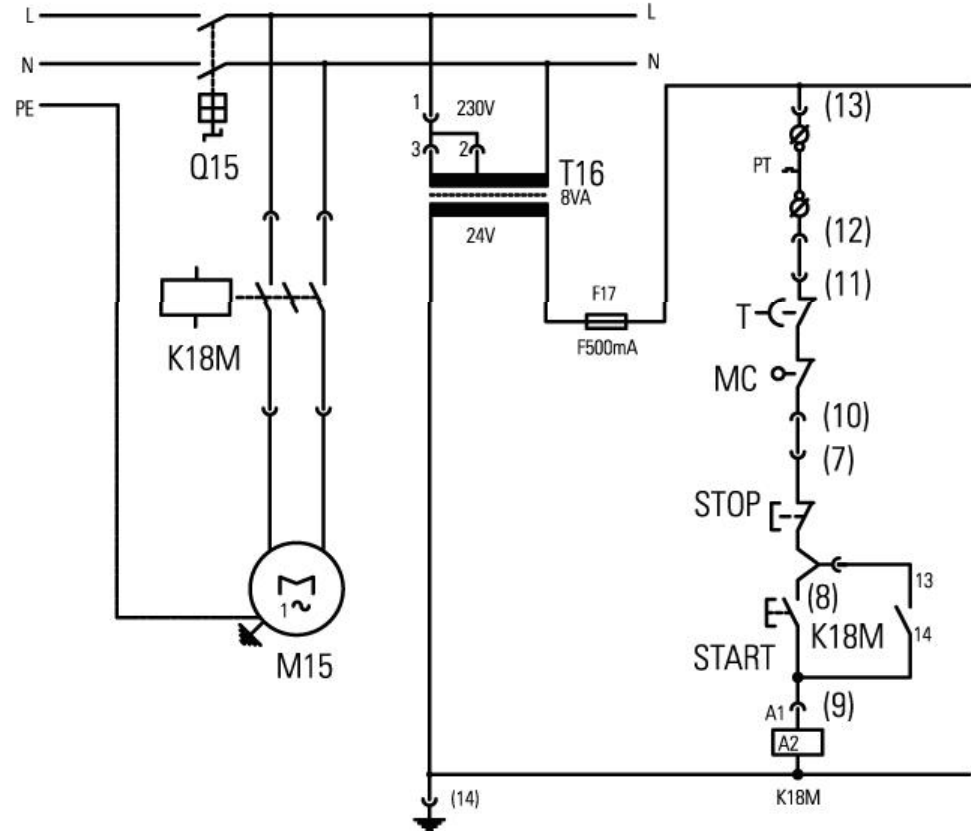 L
L
N
N
PE
Q15
1
230V
3
2
T16
8VA
24V
F17
F500mA
K18M
1
M15
(13)
PT
(12)
(11)
T
MC
(10)
(7)
STOP
13
(8)
K18M
14
START
A1
(9)
A2
K18M
(14)